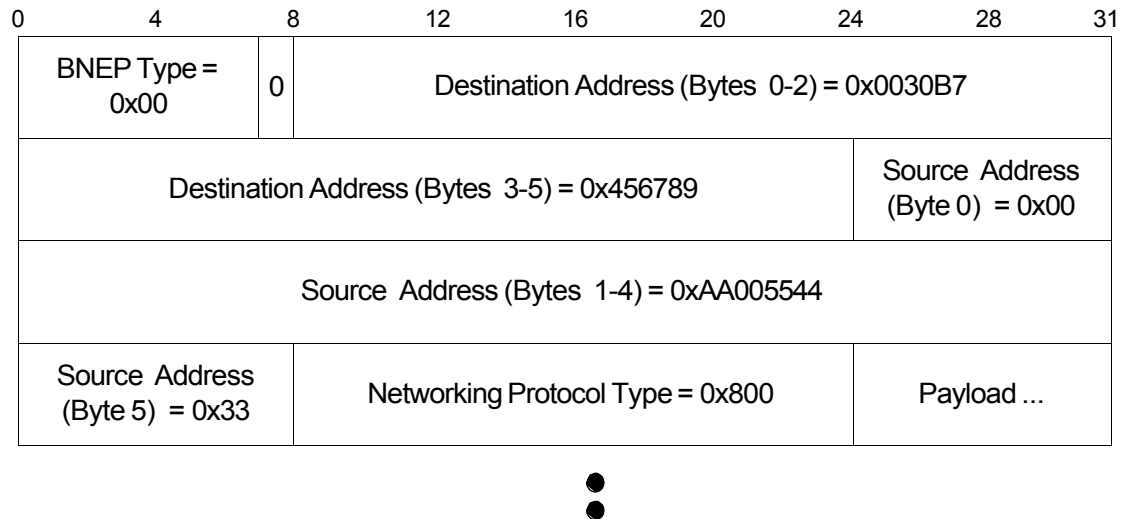 0 4 8 12 16 20 24 28 31
BNEP Type =
0x00
0
Destination Address (Bytes 0-2) = 0x0030B7
Destination Address (Bytes 3-5) = 0x456789
Source Address
(Byte 0) = 0x00
Source Address (Bytes 1-4) = 0xAA005544
Source Address
(Byte 5) = 0x33
Networking Protocol Type = 0x800
Payload ...